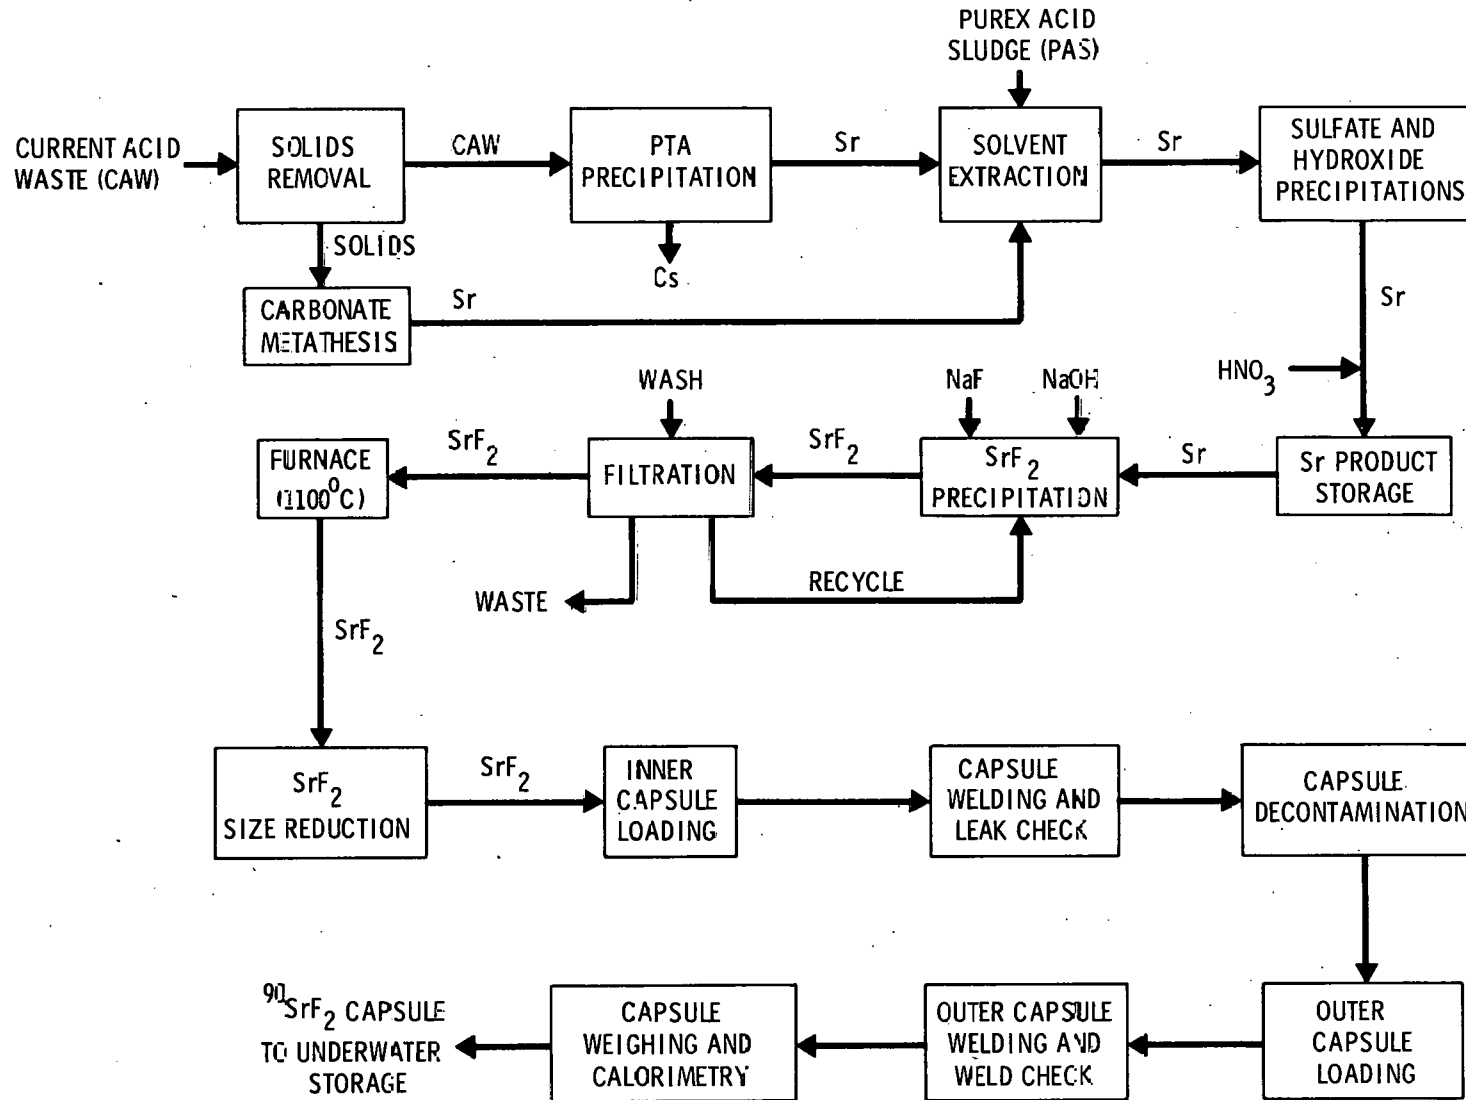 PUREX ACID
SLUDGE (PAS)
CURRENT ACID
WASTE (CAW)
SOLIDS
REMOVAL
CAW
PTA
PRECIPITATION
Sr
SOLVENT
EXTRACTION
Sr
SULFATE AND
HYDROXIDE
PRECIPITATIONS
SOLIDS
Cs
CARBONATE
METATHESIS
Sr
Sr
HNO3
WASH
NaF
NaOH
FURNACE
(1100°C)
SrF2
FILTRATION
SrF2
SrF2
PRECIPITATION
Sr
Sr PRODUCT
STORAGE
WASTE
RECYCLE
SrF2
SrF2
SIZE REDUCTION
SrF2
INNER
CAPSULE
LOADING
CAPSULE
WELDING AND
LEAK CHECK
CAPSULE
DECONTAMINATION
90SrF2 CAPSULE
TO UNDERWATER
STORAGE
CAPSULE
WEIGHING AND
CALORIMETRY
OUTER CAPSULE
WELDING AND
WELD CHECK
OUTER
CAPSULE
LOADING